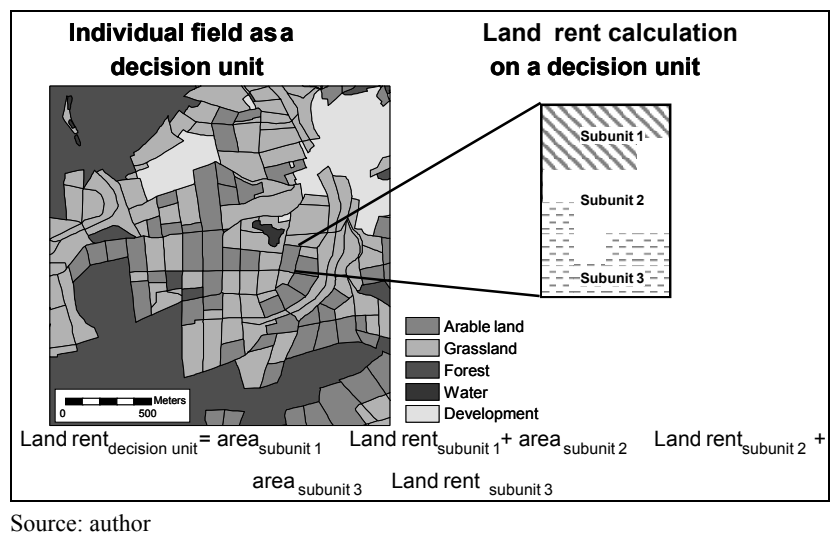 Individual field as a
decision unit
Land rent calculation
on a decision unit
Subunit 1
Subunit 2
Subunit 3
Arable land
Grassland
Forest
Water
Development
Meters
0 500
Land rent decision unit = area subunit 1 Land rent subunit 1 + area subunit 2 Land rent subunit 2 +
area subunit 3 Land rent subunit 3
Source: author